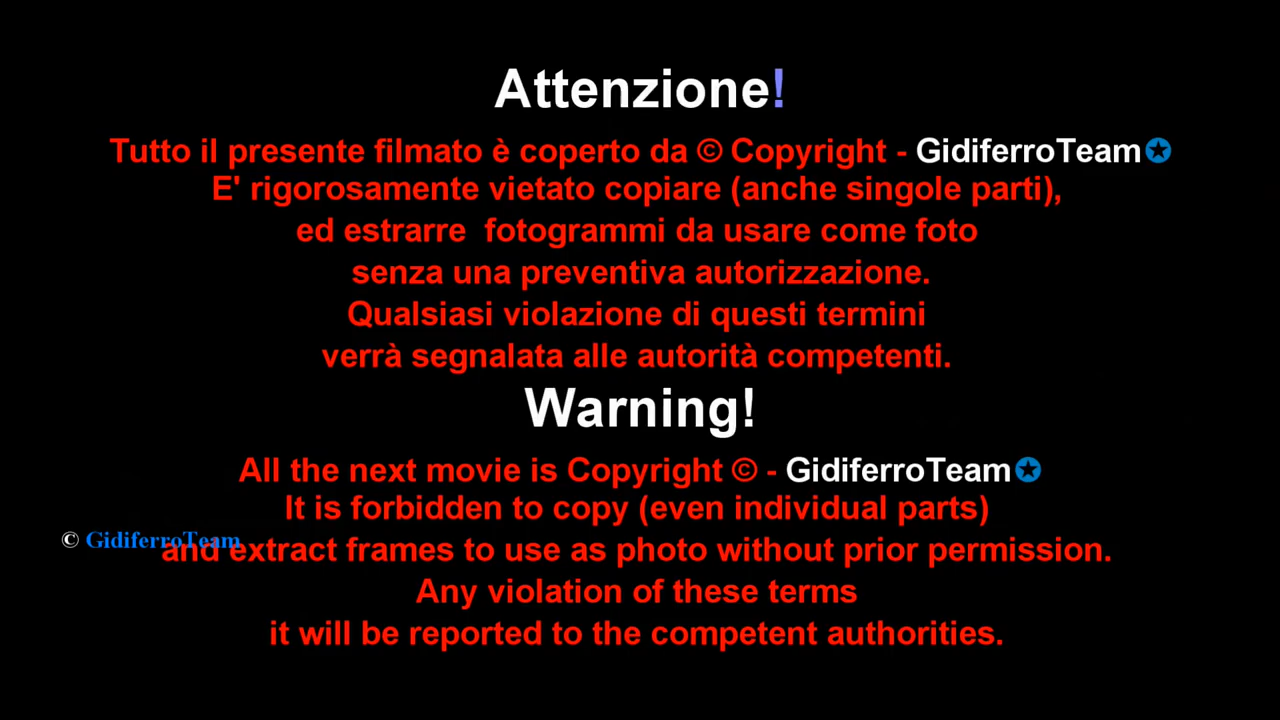 Attenzione!
Tutto il presente filmato è coperto da © Copyright - GidiferroTeam✪
E' rigorosamente vietato copiare (anche singole parti),
ed estrarre  fotogrammi da usare come foto
senza una preventiva autorizzazione.
Qualsiasi violazione di questi termini
verrà segnalata alle autorità competenti.
Warning!
All the next movie is Copyright © - GidiferroTeam✪
It is forbidden to copy (even individual parts)
© GidiferroTeam
and extract frames to use as photo without prior permission.
Any violation of these terms
it will be reported to the competent authorities.